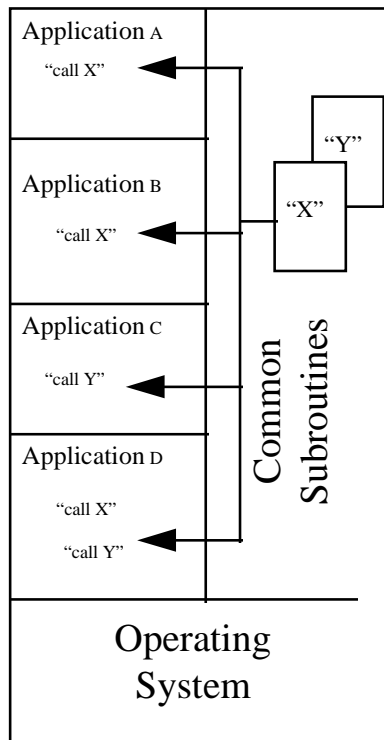 Application A
“call X”
Application B
“call X”
Application C
“call Y”
Application D
“call X”
“call Y”
“Y”
“X”
Common
Subroutines
Operating
System